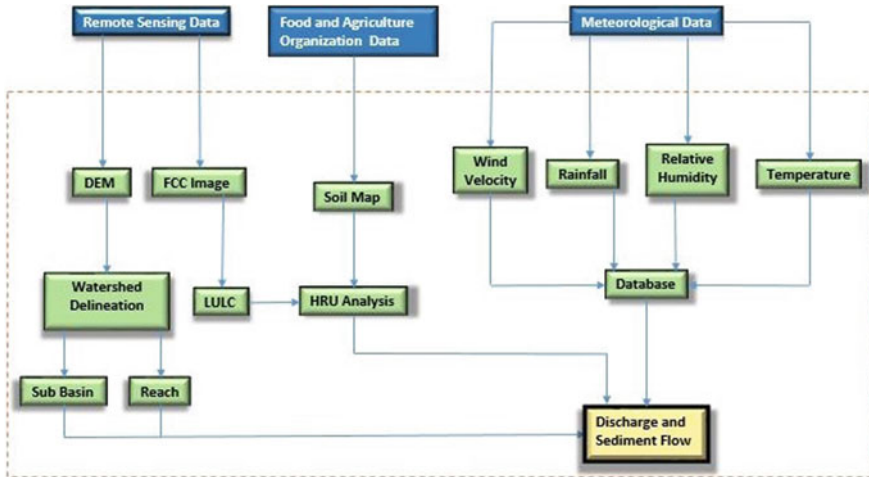 Remote Sensing Data
Food and Agriculture
Organization Data
Meteorological Data
DEM
FCC Image
Soil Map
Wind
Velocity
Rainfall
Relative
Humidity
Temperature
Watershed
Delineation
LULC
HRU Analysis
Database
Sub Basin
Reach
Discharge and
Sediment Flow